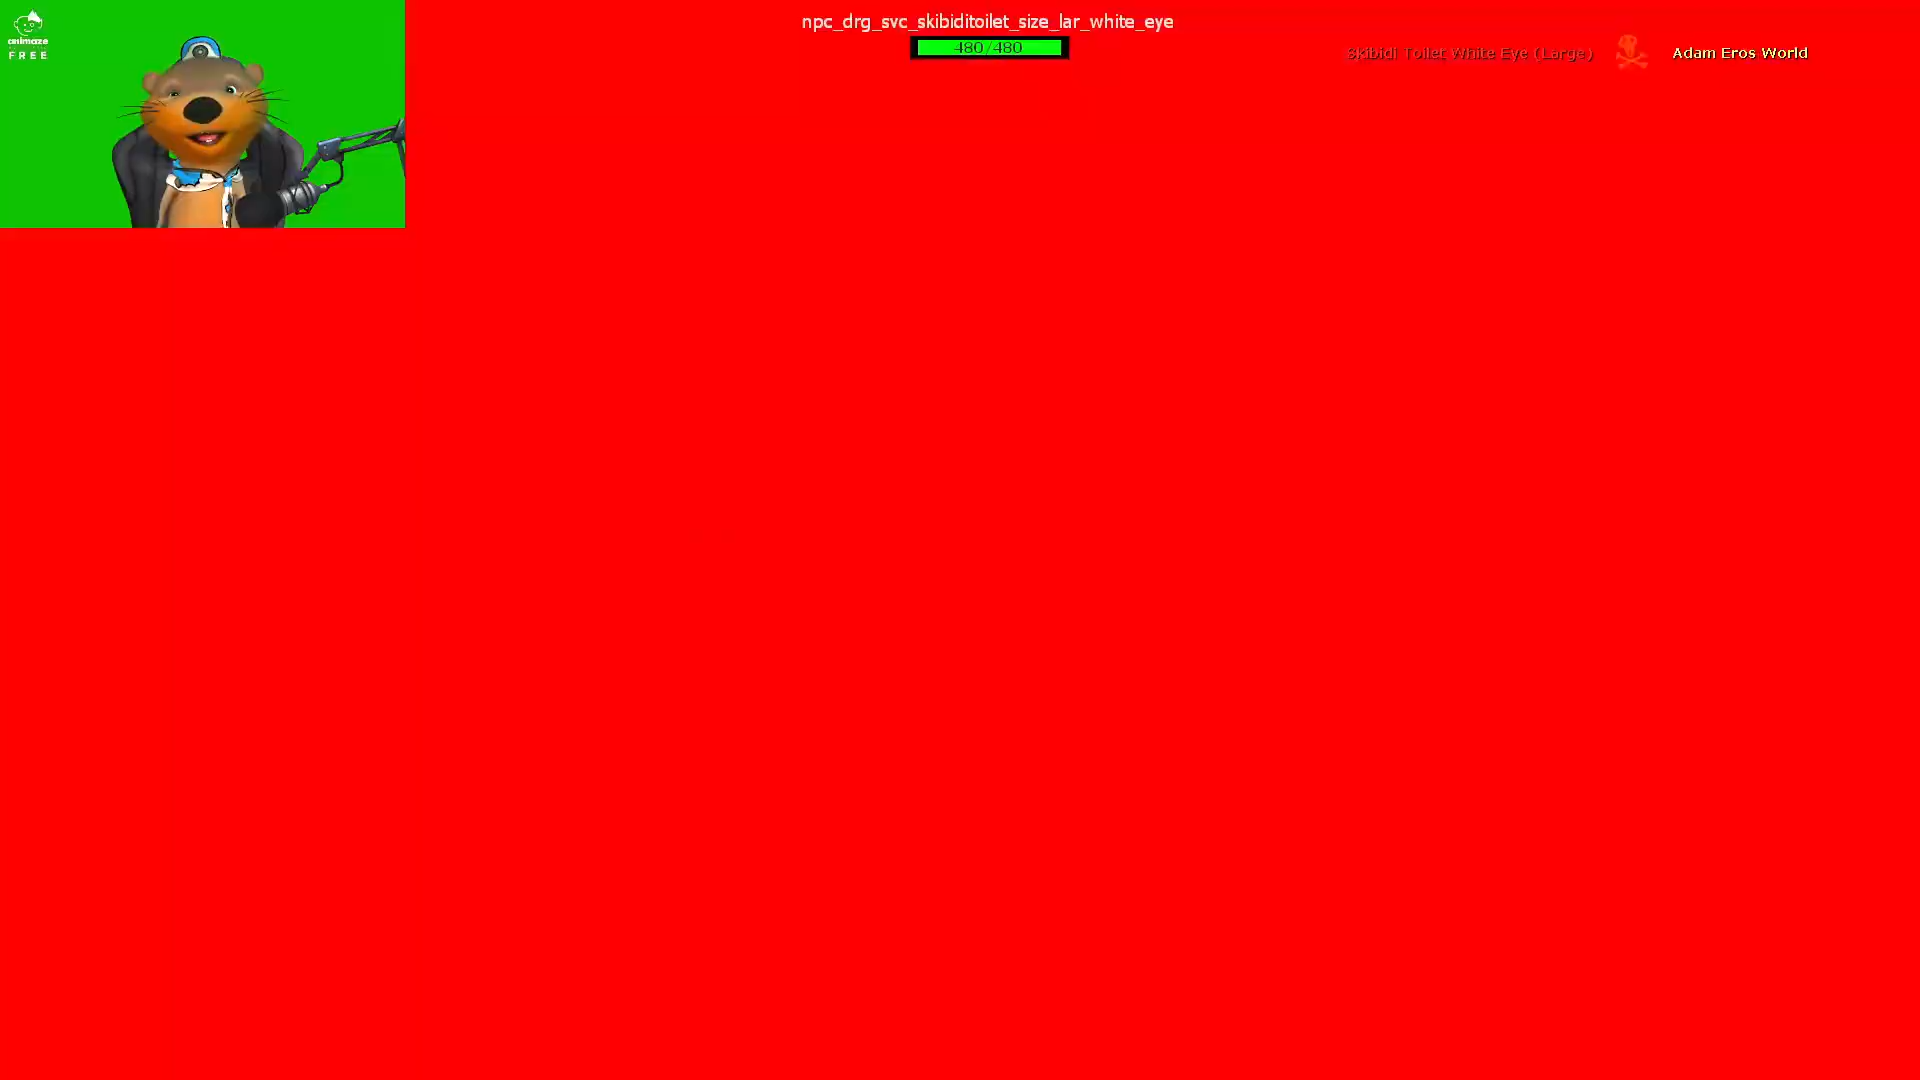 animaze
FREE
npc_drg_svc_skibiditoilet_size_lar_white_eye
480/480
Skibidi Toilet White Eye (Large)
Adam Eros World